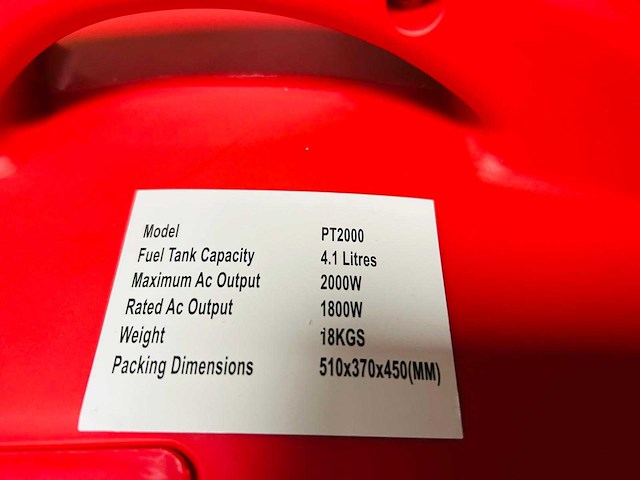 Model PT2000
Fuel Tank Capacity 4.1 Litres
Maximum Ac Output 2000W
Rated Ac Output 1800W
Weight 18KGS
Packing Dimensions 510x370x450(MM)